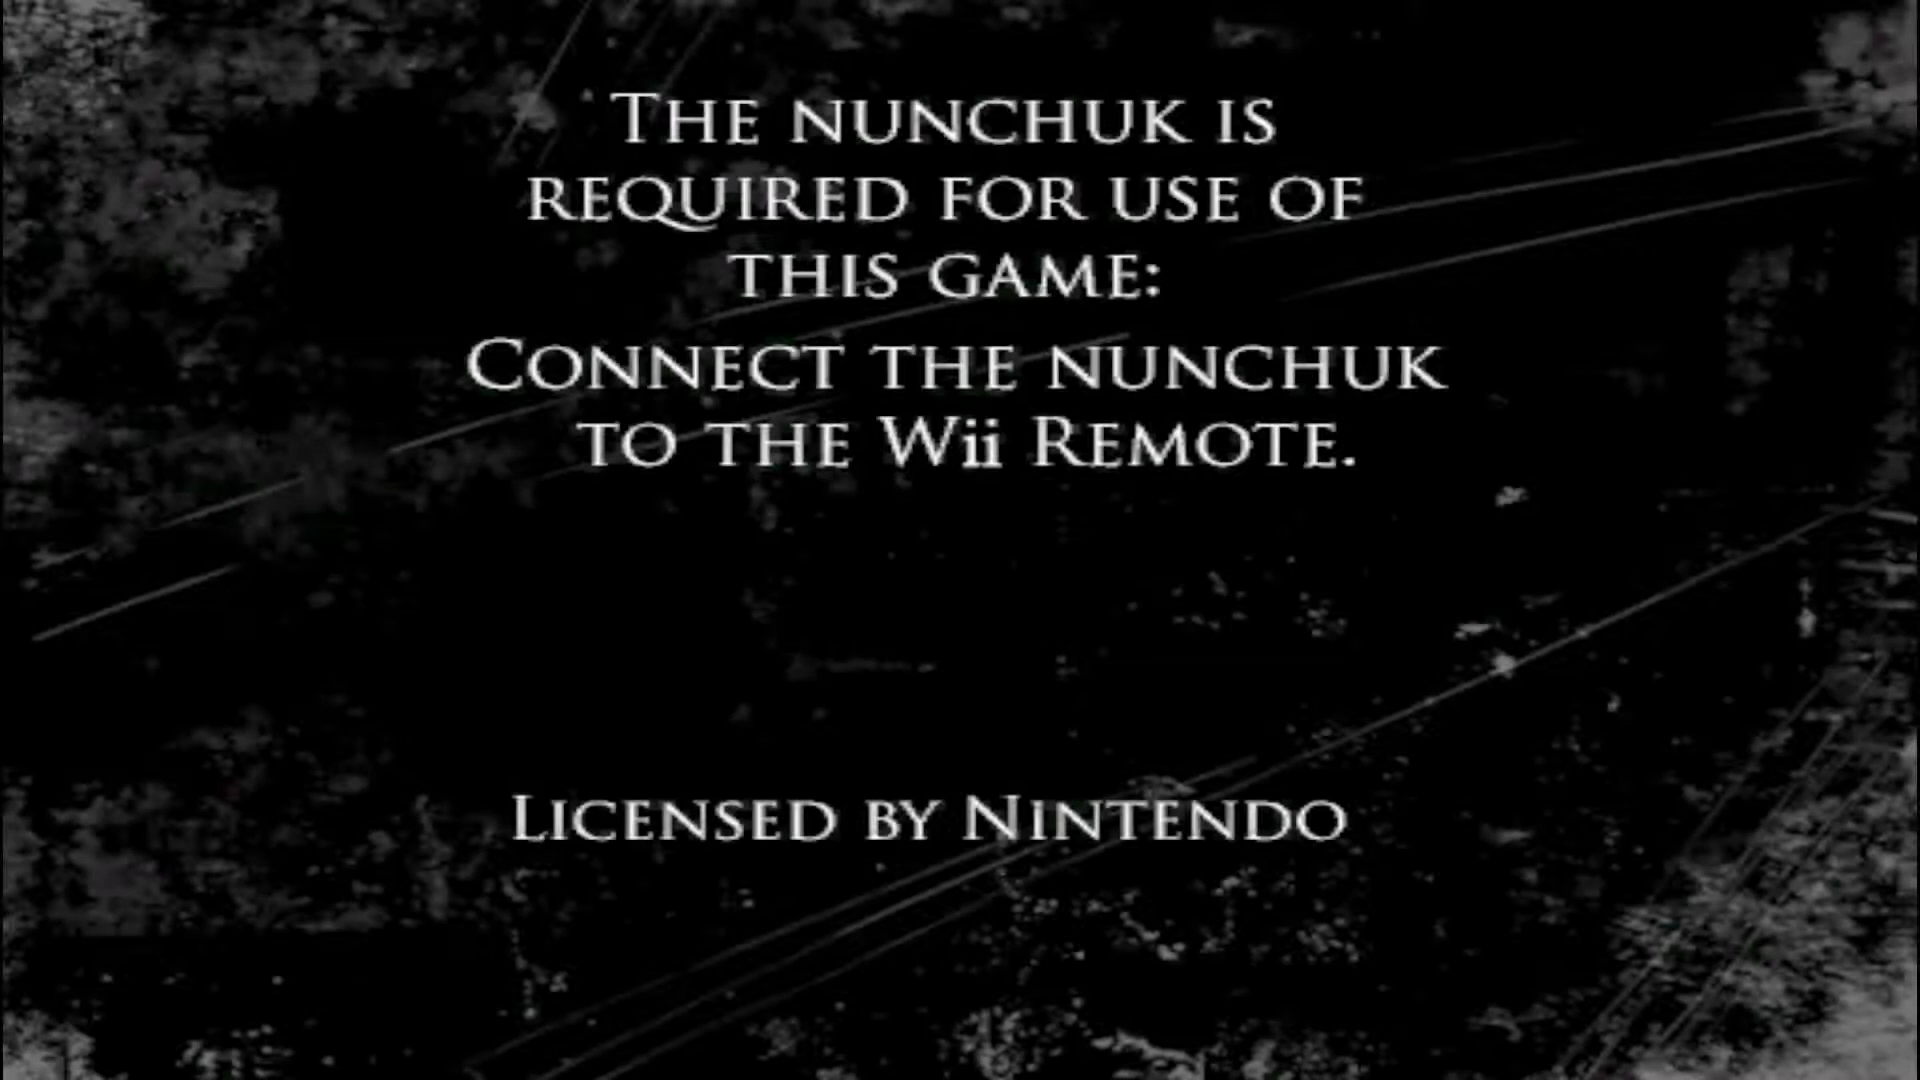 The nunchuk is
required for use of
this game:
Connect the nunchuk
to the Wii Remote.
Licensed by Nintendo